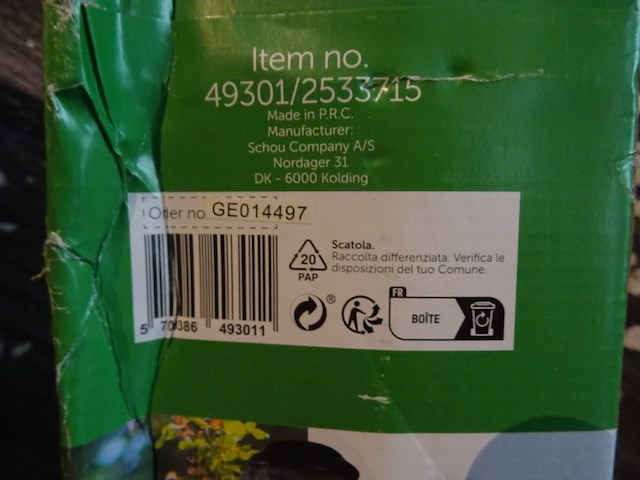 Item no.
49301/2533715
Made in P.R.C.
Manufacturer:
Schou Company A/S
Nordager 31
DK - 6000 Kolding
Order no. GE014497
5 70386 493011
20
PAP
Scatola.
Raccolta differenziata. Verifica le
disposizioni del tuo Comune.
®
FR
BOÎTE